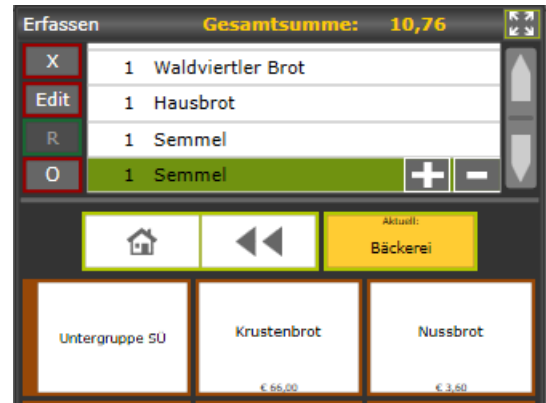 Erfassen Gesamtsumme: 10,76
X
1 Waldviertler Brot
Edit
1 Hausbrot
R
1 Semmel
O
1 Semmel
Aktuell:
Bäckerei
Untergruppe SÜ
Krustenbrot
€ 66,00
Nussbrot
€ 3,60